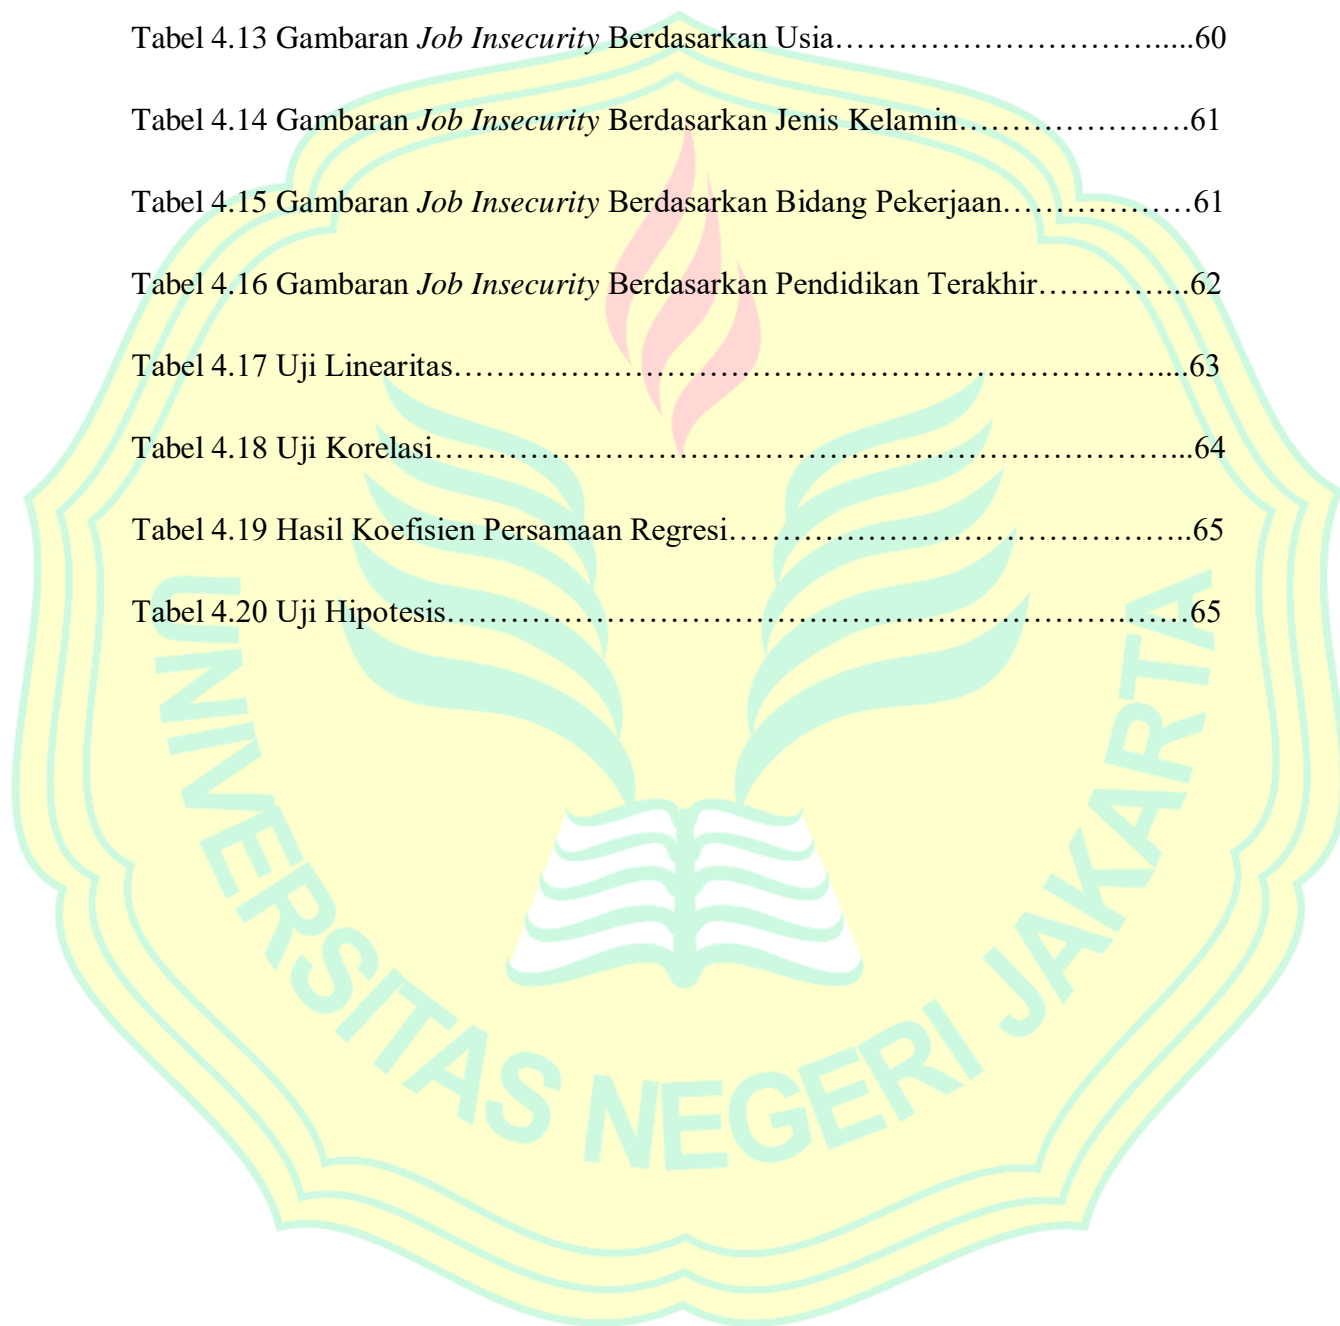 Tabel 4.13 Gambaran Job Insecurity Berdasarkan Usia………………………….....60
Tabel 4.14 Gambaran Job Insecurity Berdasarkan Jenis Kelamin………………….61
Tabel 4.15 Gambaran Job Insecurity Berdasarkan Bidang Pekerjaan…….…………61
Tabel 4.16 Gambaran Job Insecurity Berdasarkan Pendidikan Terakhir…………...62
Tabel 4.17 Uji Linearitas…………………………………………………………....63
Tabel 4.18 Uji Korelasi……………………………………………………………...64
Tabel 4.19 Hasil Koefisien Persamaan Regresi……………………………………..65
Tabel 4.20 Uji Hipotesis……………………………………………………….……65
UNIVERSITAS NEGERI JAKARTA